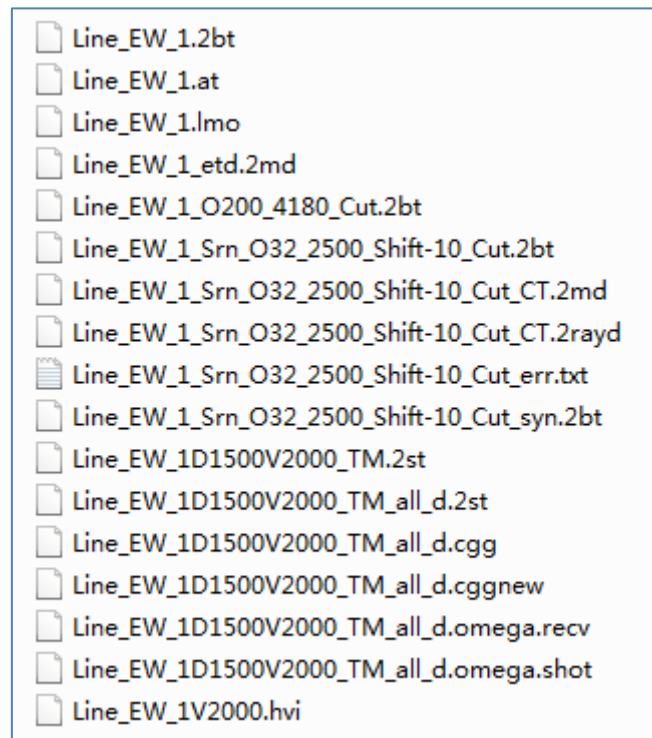 Line_EW_1.2bt
Line_EW_1.at
Line_EW_1.lmo
Line_EW_1_etd.2md
Line_EW_1_O200_4180_Cut.2bt
Line_EW_1_Srn_O32_2500_Shift-10_Cut.2bt
Line_EW_1_Srn_O32_2500_Shift-10_Cut_CT.2md
Line_EW_1_Srn_O32_2500_Shift-10_Cut_CT.2rayd
Line_EW_1_Srn_O32_2500_Shift-10_Cut_err.txt
Line_EW_1_Srn_O32_2500_Shift-10_Cut_syn.2bt
Line_EW_1D1500V2000_TM.2st
Line_EW_1D1500V2000_TM_all_d.2st
Line_EW_1D1500V2000_TM_all_d.cgg
Line_EW_1D1500V2000_TM_all_d.cggnew
Line_EW_1D1500V2000_TM_all_d.omega.recv
Line_EW_1D1500V2000_TM_all_d.omega.shot
Line_EW_1V2000.hvi